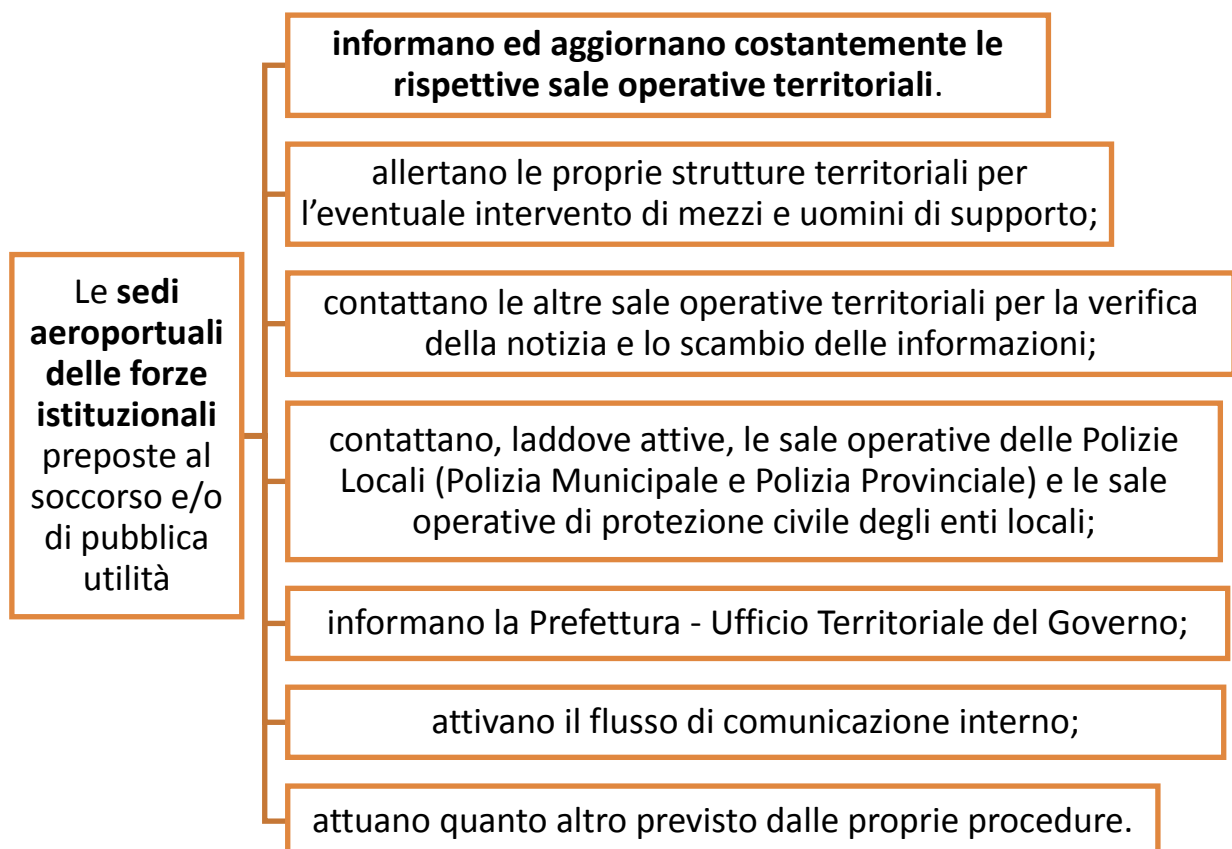 Le sedi
aeroportuali
delle forze
istituzionali
preposte al
soccorso e/o
di pubblica
utilità
informano ed aggiornano costantemente le
rispettive sale operative territoriali.
allertano le proprie strutture territoriali per
l'eventuale intervento di mezzi e uomini di supporto;
contattano le altre sale operative territoriali per la verifica
della notizia e lo scambio delle informazioni;
contattano, laddove attive, le sale operative delle Polizie
Locali (Polizia Municipale e Polizia Provinciale) e le sale
operative di protezione civile degli enti locali;
informano la Prefettura - Ufficio Territoriale del Governo;
attivano il flusso di comunicazione interno;
attuano quanto altro previsto dalle proprie procedure.